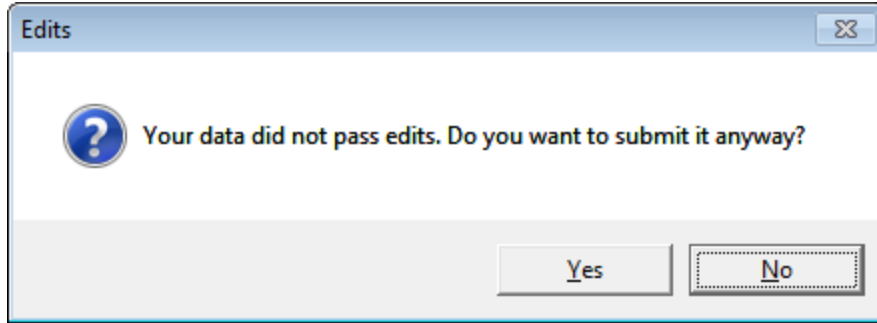 Edits
Your data did not pass edits. Do you want to submit it anyway?
Yes
No